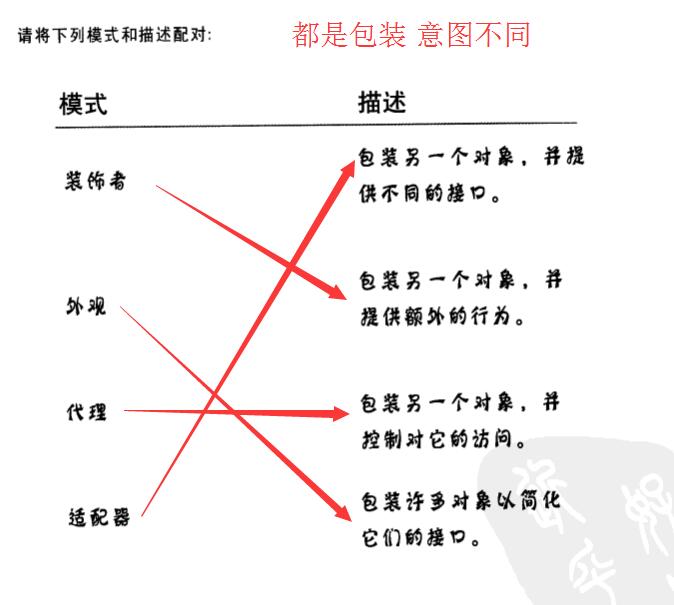 请将下列模式和描述配对:
都是包装 意图不同
模式 描述
装饰者
包装另一个对象，并提
供不同的接口。
外观
包装另一个对象，并
提供额外的行为。
代理
包装另一个对象，并
控制对它的访问。
适配器
包装许多对象以简化
它们的接口。